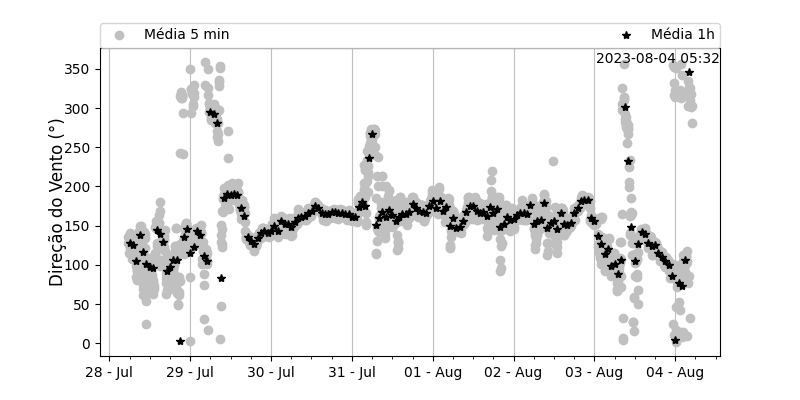 Média 5 min
Média 1h
2023-08-04 05:32
Direção do Vento (°)
350
300
250
200
150
100
50
0
28 - Jul
29 - Jul
30 - Jul
31 - Jul
01 - Aug
02 - Aug
03 - Aug
04 - Aug